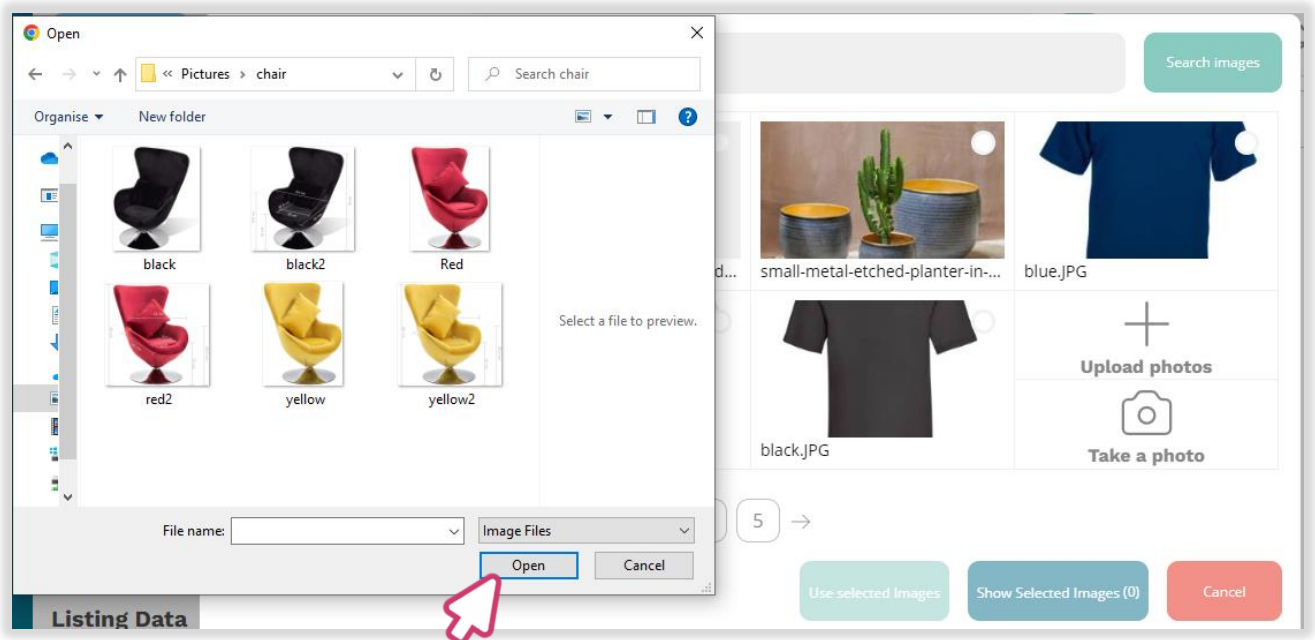 Open
« Pictures › chair
Search chair
Organise
New folder
black
black2
Red
red2
yellow
yellow2
Select a file to preview.
File name:
Image Files
Open
Cancel
Search images
d...
small-metal-etched-planter-in-...
blue.JPG
black.JPG
Upload photos
Take a photo
5
Use selected Images
Show Selected Images (0)
Cancel
Listing Data